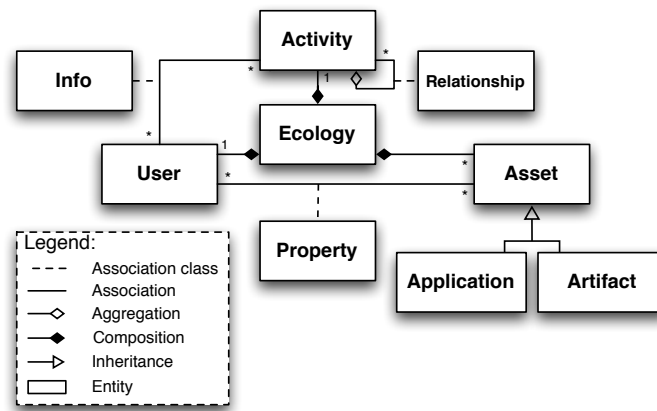 Activity
*
*
1
Relationship
Info
Ecology
*
1
User
*
*
*
Asset
Property
Application
Artifact
Legend:
Association class
Association
Aggregation
Composition
Inheritance
Entity